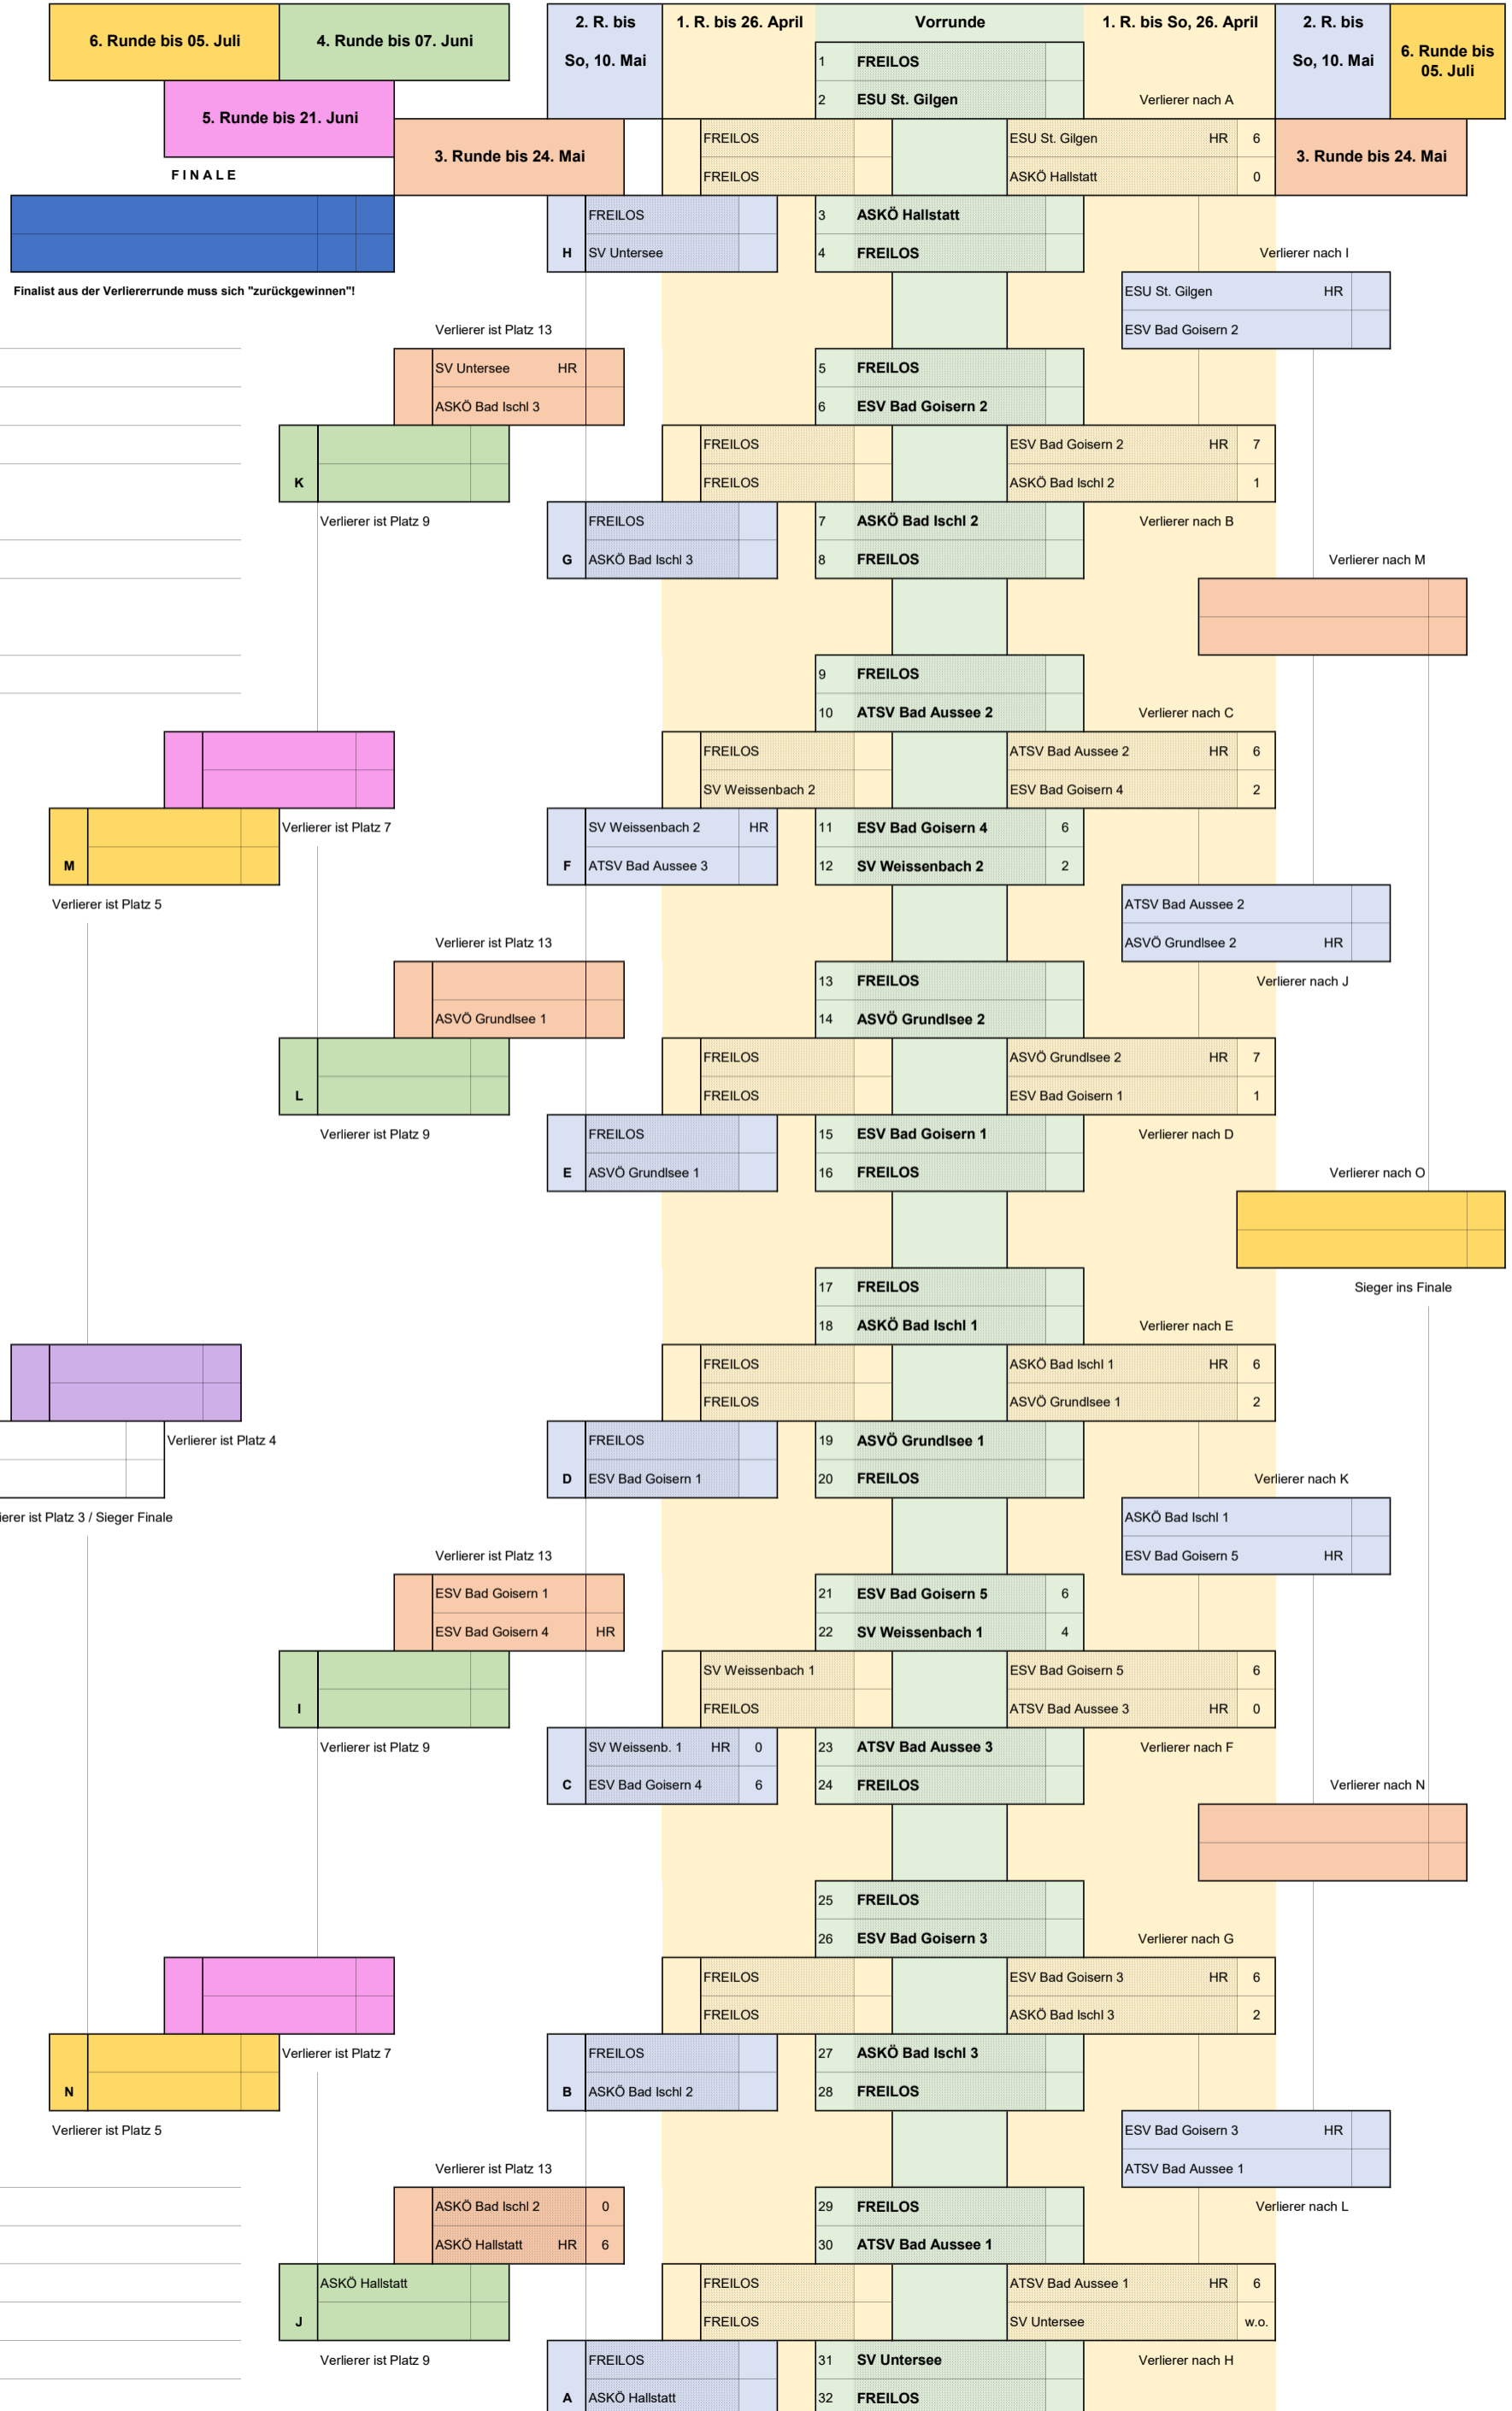 6. Runde bis 05. Juli
4. Runde bis 07. Juni
2. R. bis
So, 10. Mai
1. R. bis 26. April
Vorrunde
1. R. bis So, 26. April
2. R. bis
So, 10. Mai
6. Runde bis
05. Juli
1 FREILOS
2 ESU St. Gilgen
Verlierer nach A
5. Runde bis 21. Juni
3. Runde bis 24. Mai
FREILOS
FREILOS
ESU St. Gilgen HR 6
ASKÖ Hallstatt 0
3. Runde bis 24. Mai
F I N A L E
FREILOS
H SV Untersee
3 ASKÖ Hallstatt
4 FREILOS
Verlierer nach I
Finalist aus der Verliererrunde muss sich "zurückgewinnen"!
ESU St. Gilgen HR
ESV Bad Goisern 2
Verlierer ist Platz 13
SV Untersee HR
ASKÖ Bad Ischl 3
5 FREILOS
6 ESV Bad Goisern 2
K
FREILOS
FREILOS
ESV Bad Goisern 2 HR 7
ASKÖ Bad Ischl 2 1
Verlierer ist Platz 9
FREILOS
G ASKÖ Bad Ischl 3
7 ASKÖ Bad Ischl 2
8 FREILOS
Verlierer nach B
Verlierer nach M
9 FREILOS
10 ATSV Bad Aussee 2
Verlierer nach C
FREILOS
SV Weissenbach 2
ATSV Bad Aussee 2 HR 6
ESV Bad Goisern 4 2
Verlierer ist Platz 7
M
SV Weissenbach 2 HR
F ATSV Bad Aussee 3
11 ESV Bad Goisern 4 6
12 SV Weissenbach 2 2
Verlierer ist Platz 5
ATSV Bad Aussee 2
ASVÖ Grundlsee 2 HR
Verlierer ist Platz 13
ASVÖ Grundlsee 1
13 FREILOS
14 ASVÖ Grundlsee 2
Verlierer nach J
L
FREILOS
FREILOS
ASVÖ Grundlsee 2 HR 7
ESV Bad Goisern 1 1
Verlierer ist Platz 9
FREILOS
E ASVÖ Grundlsee 1
15 ESV Bad Goisern 1
16 FREILOS
Verlierer nach D
Verlierer nach O
Sieger ins Finale
17 FREILOS
18 ASKÖ Bad Ischl 1
Verlierer nach E
FREILOS
FREILOS
ASKÖ Bad Ischl 1 HR 6
ASVÖ Grundlsee 1 2
Verlierer ist Platz 4
FREILOS
D ESV Bad Goisern 1
19 ASVÖ Grundlsee 1
20 FREILOS
Verlierer nach K
ierer ist Platz 3 / Sieger Finale
ASKÖ Bad Ischl 1
ESV Bad Goisern 5 HR
Verlierer ist Platz 13
ESV Bad Goisern 1
ESV Bad Goisern 4 HR
21 ESV Bad Goisern 5 6
22 SV Weissenbach 1 4
I
SV Weissenbach 1
FREILOS
ESV Bad Goisern 5 6
ATSV Bad Aussee 3 HR 0
Verlierer ist Platz 9
SV Weissenb. 1 HR 0
C ESV Bad Goisern 4 6
23 ATSV Bad Aussee 3
24 FREILOS
Verlierer nach F
Verlierer nach N
25 FREILOS
26 ESV Bad Goisern 3
Verlierer nach G
FREILOS
FREILOS
ESV Bad Goisern 3 HR 6
ASKÖ Bad Ischl 3 2
Verlierer ist Platz 7
N
FREILOS
B ASKÖ Bad Ischl 2
27 ASKÖ Bad Ischl 3
28 FREILOS
Verlierer ist Platz 5
ESV Bad Goisern 3 HR
ATSV Bad Aussee 1
Verlierer ist Platz 13
ASKÖ Bad Ischl 2 0
ASKÖ Hallstatt HR 6
29 FREILOS
30 ATSV Bad Aussee 1
Verlierer nach L
ASKÖ Hallstatt
J
FREILOS
FREILOS
ATSV Bad Aussee 1 HR 6
SV Untersee w.o.
Verlierer ist Platz 9
FREILOS
A ASKÖ Hallstatt
31 SV Untersee
32 FREILOS
Verlierer nach H